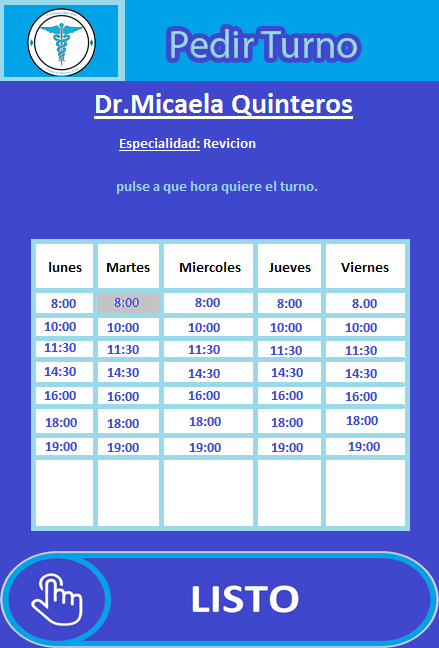 Pedir Turno
Dr.Micaela Quinteros
Especialidad: Revicion
pulse a que hora quiere el turno.
lunes Martes Miercoles Jueves Viernes
8:00 8:00 8:00 8:00 8.00
10:00 10:00 10:00 10:00 10:00
11:30 11:30 11:30 11:30 11:30
14:30 14:30 14:30 14:30 14:30
16:00 16:00 16:00 16:00 16:00
18:00 18:00 18:00 18:00 18:00
19:00 19:00 19:00 19:00 19:00
LISTO